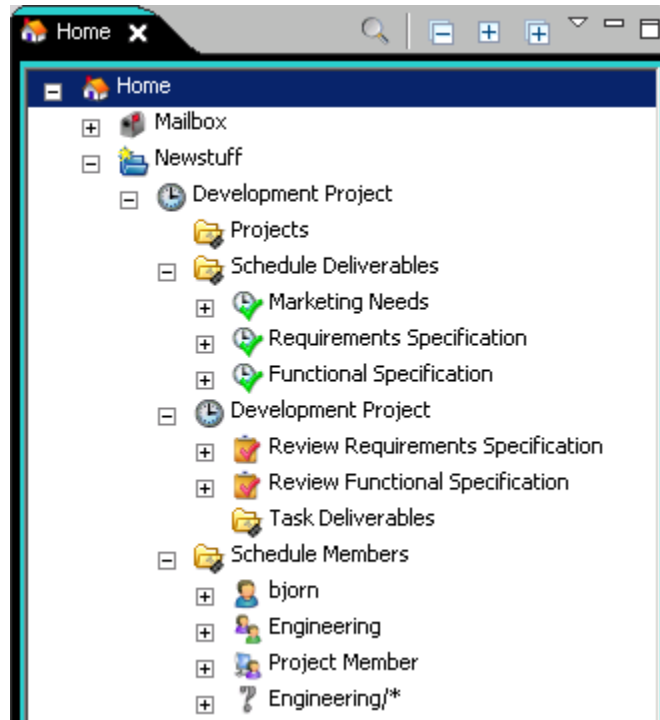 Home
Home
Mailbox
Newstuff
Development Project
Projects
Schedule Deliverables
Marketing Needs
Requirements Specification
Functional Specification
Development Project
Review Requirements Specification
Review Functional Specification
Task Deliverables
Schedule Members
bjorn
Engineering
Project Member
Engineering/*